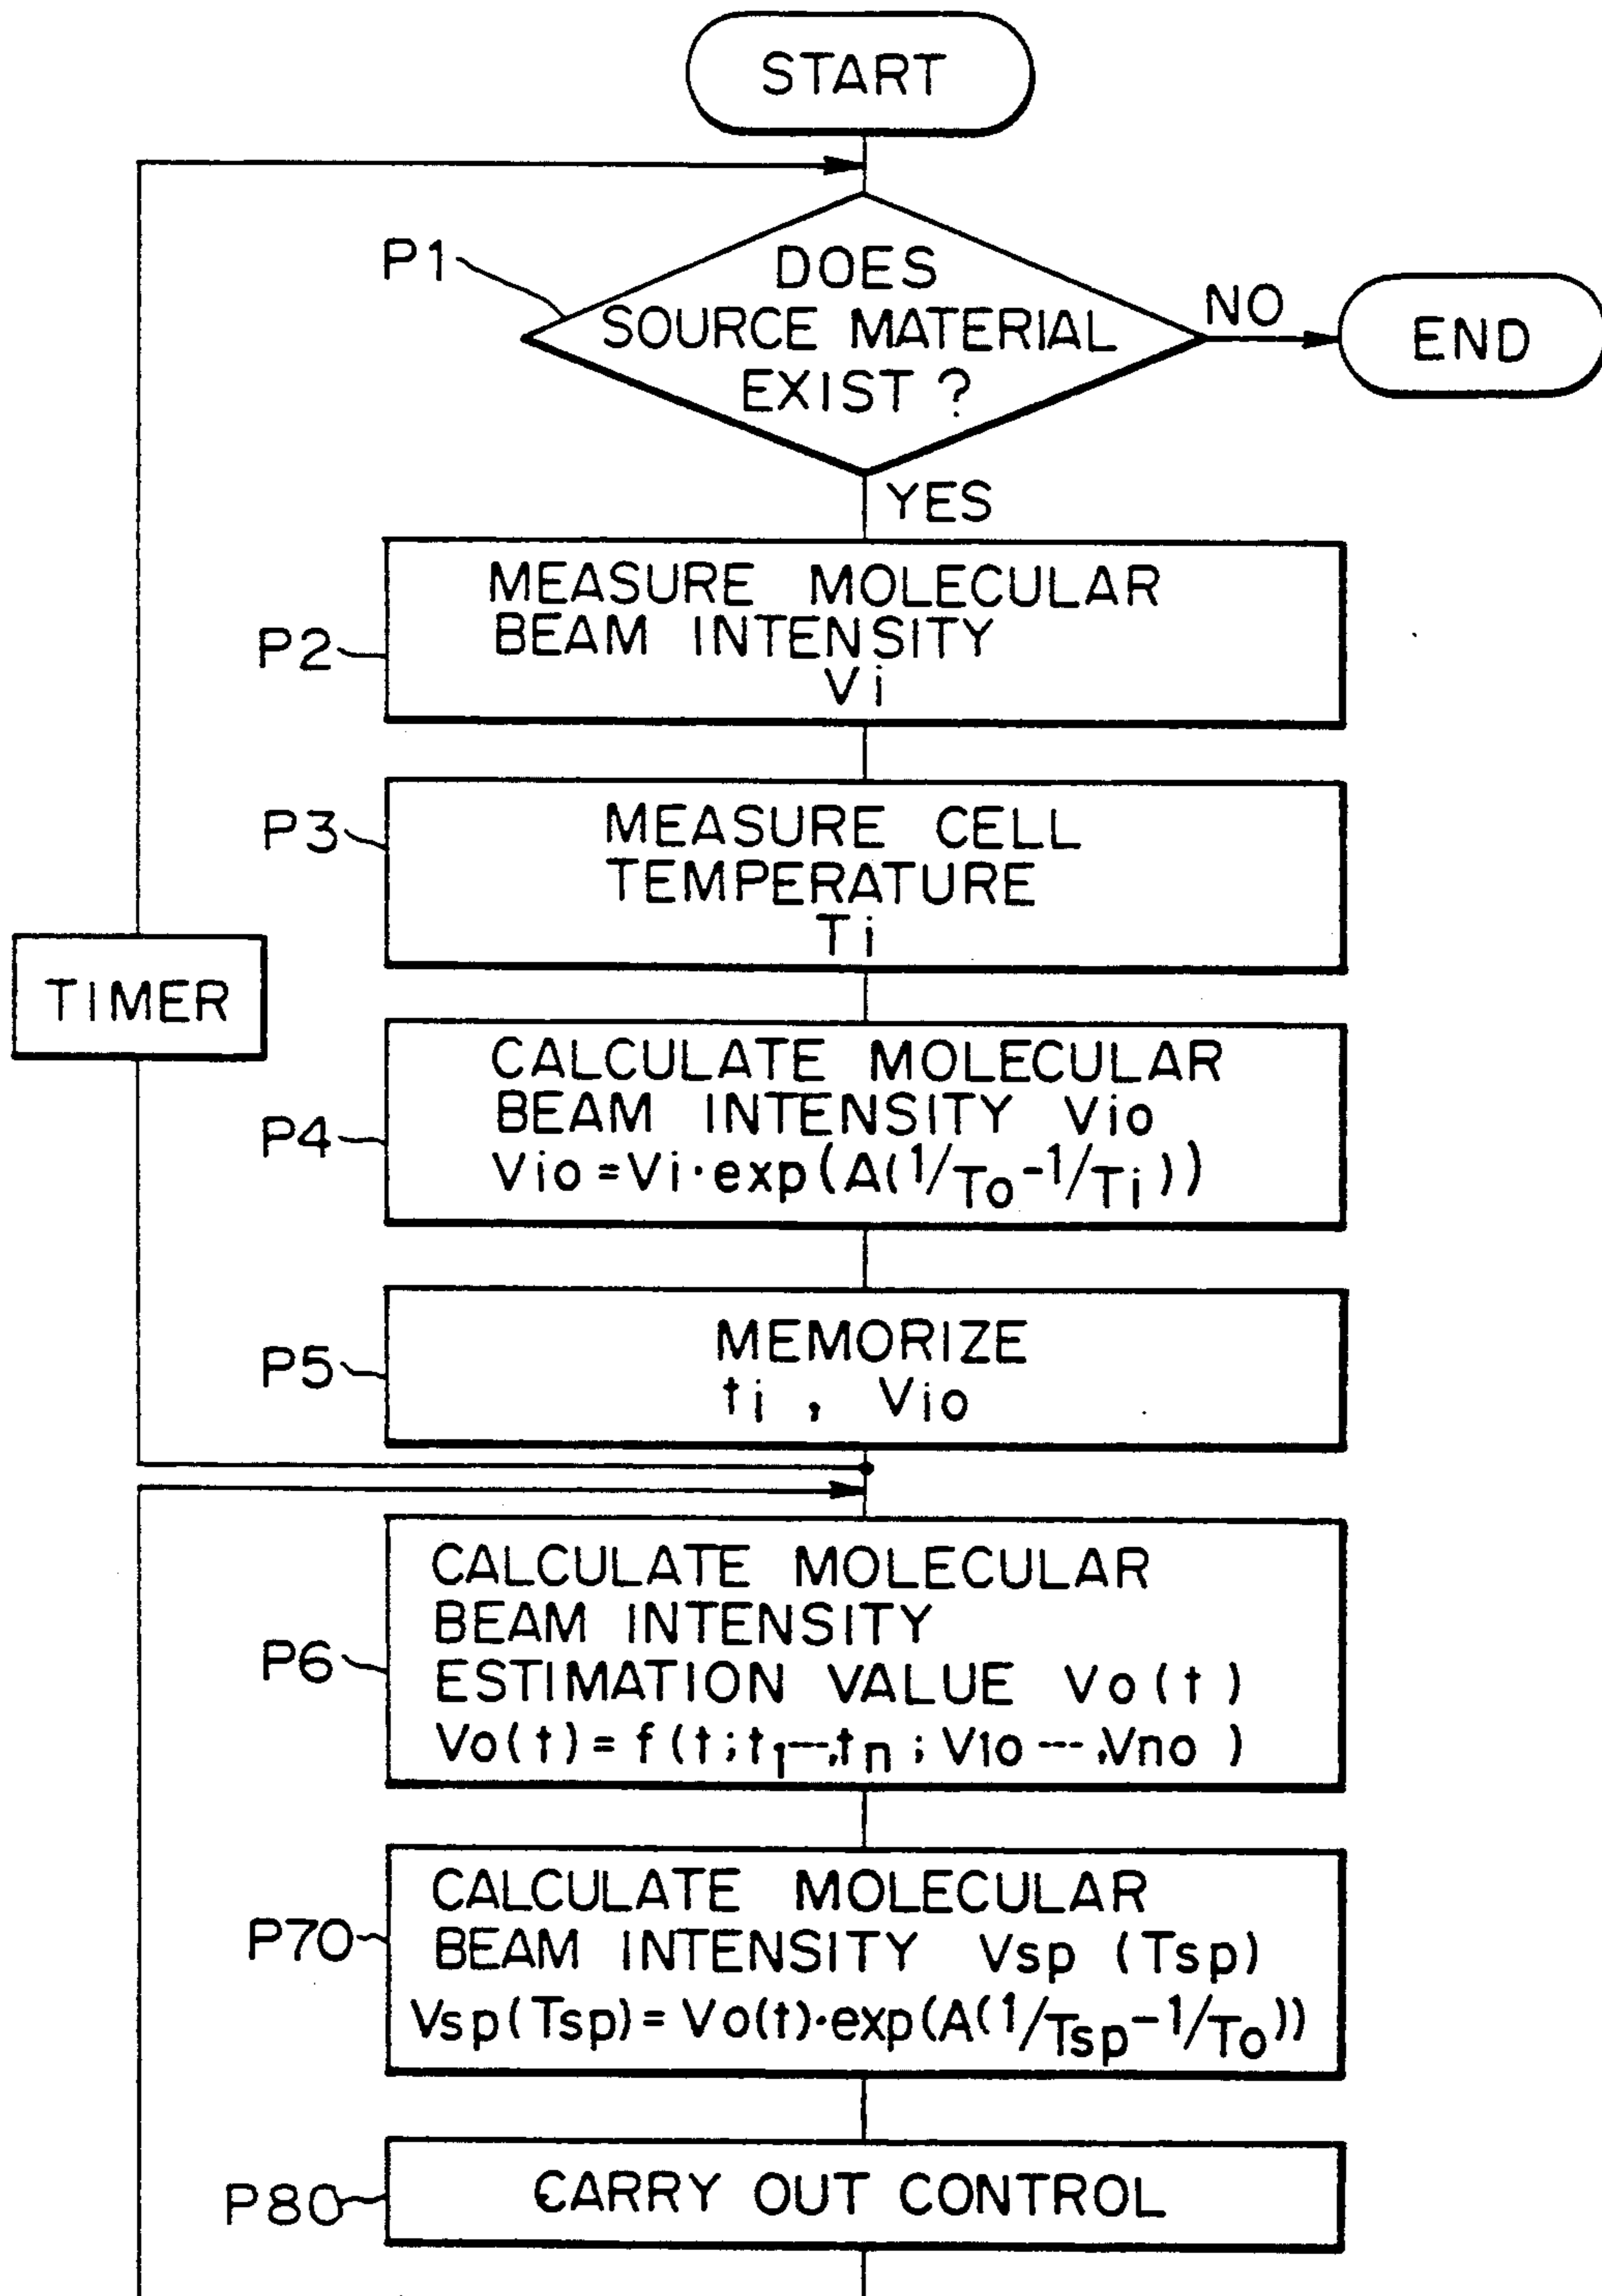 START
P1
DOES
SOURCE MATERIAL
EXIST ?
NO
END
YES
P2
MEASURE MOLECULAR
BEAM INTENSITY
Vi
P3
MEASURE CELL
TEMPERATURE
Ti
TIMER
P4
CALCULATE MOLECULAR
BEAM INTENSITY Vio
Vio = Vi·exp(A(1/To-1/Ti))
P5
MEMORIZE
ti , Vio
P6
CALCULATE MOLECULAR
BEAM INTENSITY
ESTIMATION VALUE Vo(t)
Vo(t) = f(t;t1---,tn ; V1o ---,Vno )
P70
CALCULATE MOLECULAR
BEAM INTENSITY Vsp (Tsp)
Vsp(Tsp) = Vo(t)·exp(A(1/Tsp-1/To))
P80
CARRY OUT CONTROL